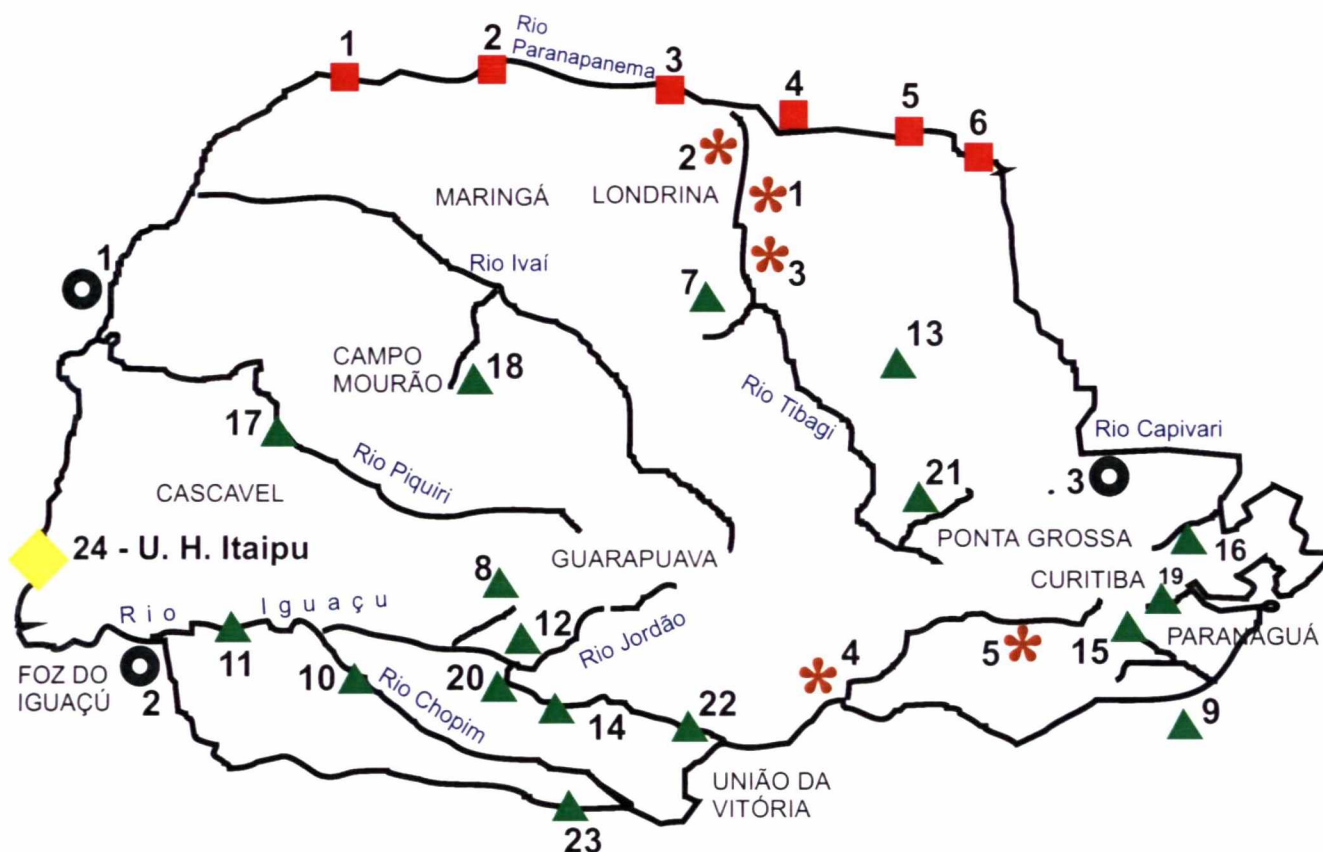 1
2
Rio
Paranapanema
3
4
5
6
2
1
MARINGÁ
LONDRINA
1
Rio Ivaí
3
7
13
CAMPO
MOURÃO
18
Rio Tibagi
17
Rio Capivari
Rio Piquiri
3
21
CASCAVEL
PONTA GROSSA
24 - U. H. Itaipu
16
8
GUARAPUAVA
CURITIBA
19
Rio Iguaçu
12
Rio Jordão
PARANAGUÁ
11
15
4
5
FOZ DO
IGUAÇÚ
2
10
Rio Chopim
20
14
22
9
UNIÃO DA
VITÓRIA
23